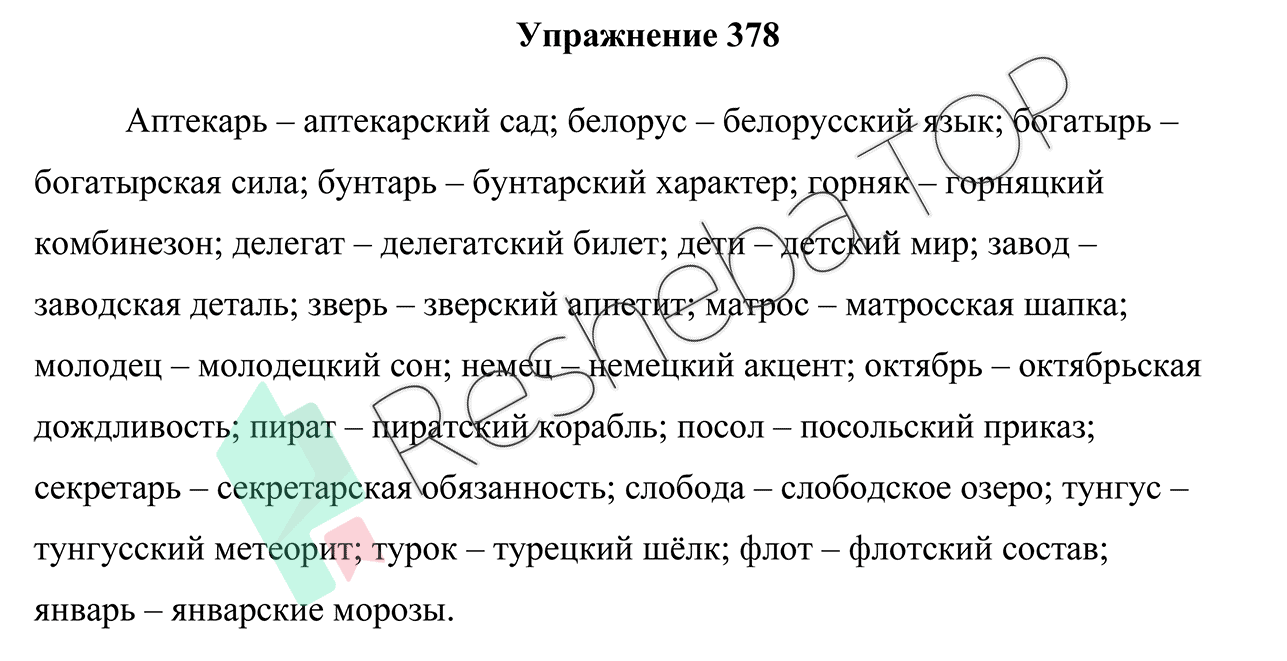 Упражнение 378
Аптекарь – аптекарский сад; белорус – белорусский язык; богатырь –
богатырская сила; бунтарь – бунтарский характер; горняк – горняцкий
комбинезон; делегат – делегатский билет; дети – детский мир; завод –
заводская деталь; зверь – зверский аппетит; матрос – матросская шапка;
молодец – молодецкий сон; немец – немецкий акцент; октябрь – октябрьская
дождливость; пират – пиратский корабль; посол – посольский приказ;
секретарь – секретарская обязанность; слобода – слободское озеро; тунгус –
тунгусский метеорит; турок – турецкий шёлк; флот – флотский состав;
январь – январские морозы.
Resheba.TOP